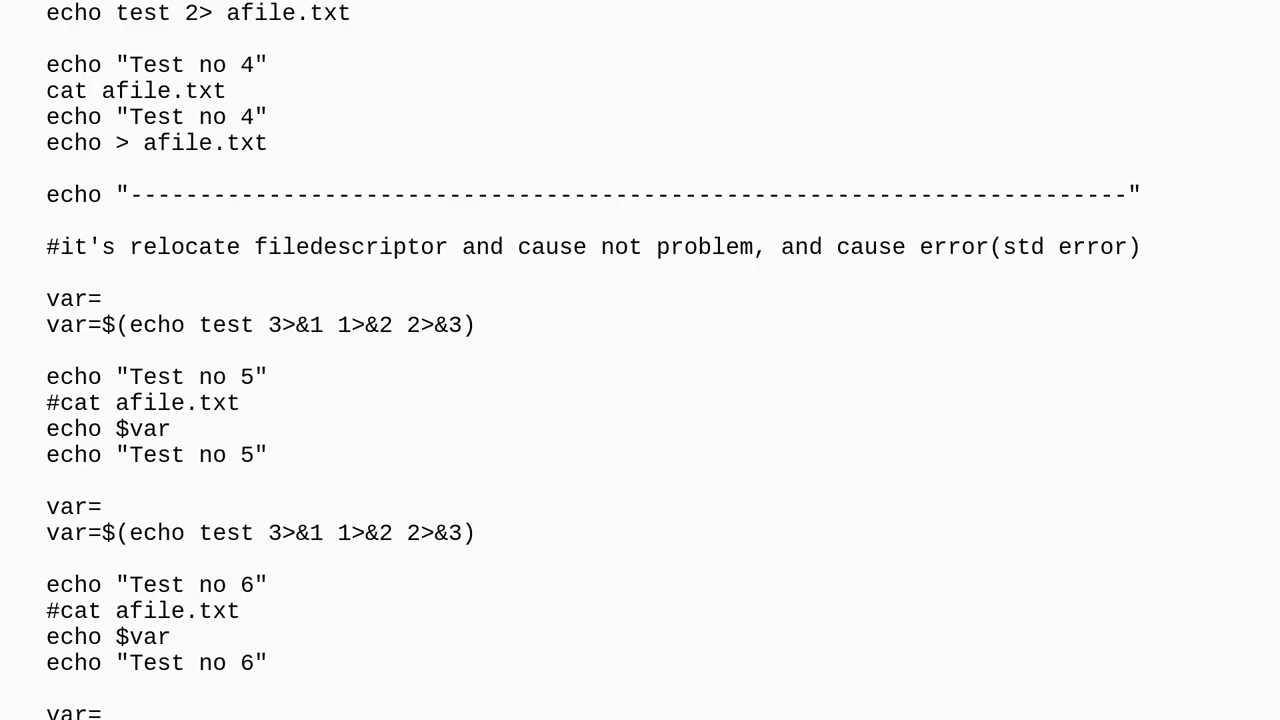 echo test 2> afile.txt
echo "Test no 4"
cat afile.txt
echo "Test no 4"
echo > afile.txt
echo "------------------------------------------------------------------------"
#it's relocate filedescriptor and cause not problem, and cause error(std error)
var=
var=$(echo test 3>&1 1>&2 2>&3)
echo "Test no 5"
#cat afile.txt
echo $var
echo "Test no 5"
var=
var=$(echo test 3>&1 1>&2 2>&3)
echo "Test no 6"
#cat afile.txt
echo $var
echo "Test no 6"
var=